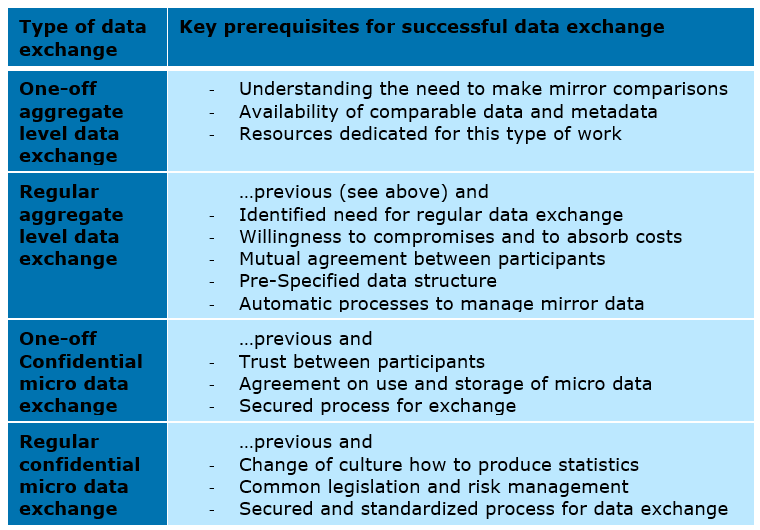 Type of data
exchange
Key prerequisites for successful data exchange
One-off
aggregate
level data
exchange
- Understanding the need to make mirror comparisons
- Availability of comparable data and metadata
- Resources dedicated for this type of work
Regular
aggregate
level data
exchange
...previous (see above) and
- Identified need for regular data exchange
- Willingness to compromises and to absorb costs
- Mutual agreement between participants
- Pre-Specified data structure
- Automatic processes to manage mirror data
One-off
Confidential
micro data
exchange
...previous and
- Trust between participants
- Agreement on use and storage of micro data
- Secured process for exchange
Regular
confidential
micro data
exchange
...previous and
- Change of culture how to produce statistics
- Common legislation and risk management
- Secured and standardized process for data exchange